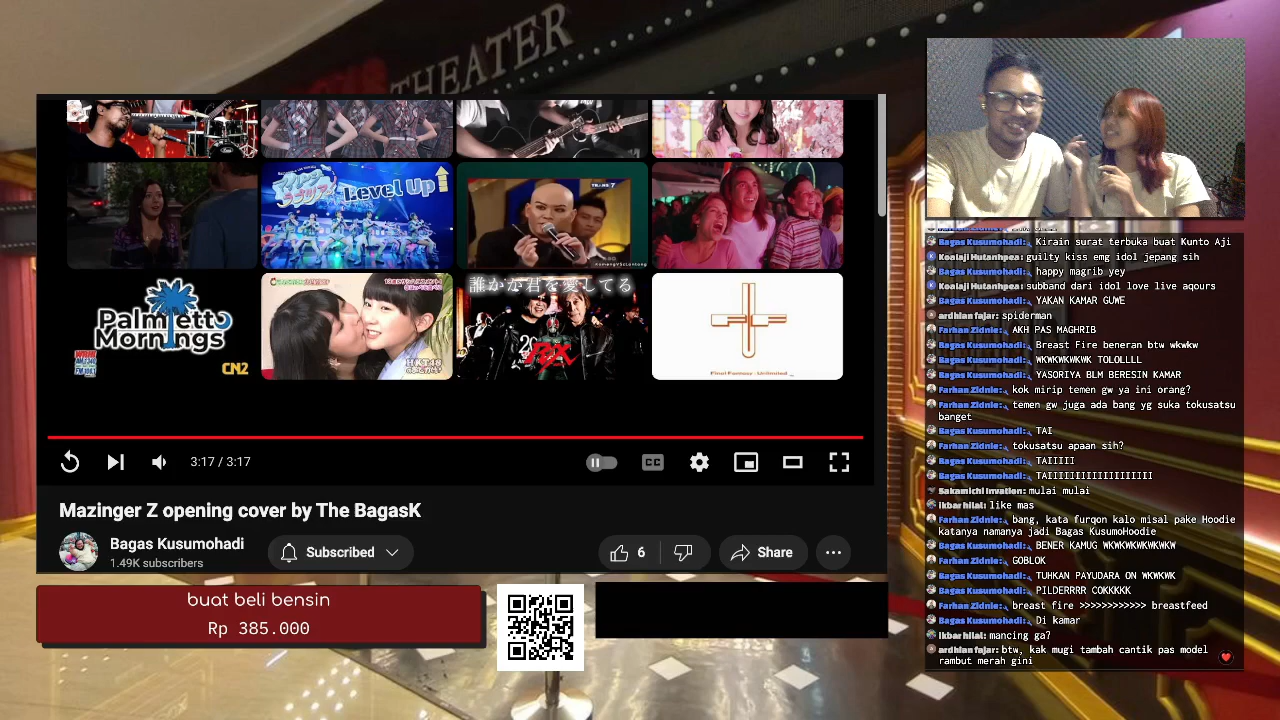 THEATER
Level Up
TRANS 7
誰かが君を愛してる
Palmetto
Mornings
CN2
HKT48
FOX
Final Fantasy : Unlimited _
3:17 / 3:17
CC
Mazinger Z opening cover by The BagasK
Bagas Kusumohadi
1.49K subscribers
Subscribed
6
Share
buat beli bensin
Rp 385.000
Bagas Kusumohadi: Kirain surat terbuka buat Kunto Aji
Koalaji Hutanhpea: gunity kiss emg idol jepang sih
Bagas Kusumohadi: happy magrib yey
Koalaji Hutanhpea: subband dari idol love live aqours
Bagas Kusumohadi: YAKAN KAMAR GUWE
ardhian fajar: spiderman
Farhan Zidnie: AKH PAS MAGHRIB
Bagas Kusumohadi: Breast Fire beneran btw wkwkw
Bagas Kusumohadi: WKWKWKWKWK TOLOLLLL
Bagas Kusumohadi: YASORIYA BLM BERESIN KAMAR
Farhan Zidnie: kok mirip temen gw ya ini orang?
Farhan Zidnie: temen gw juga ada bang yg suka tokusatsu
banget
Bagas Kusumohadi: TAI
Farhan Zidnie: tokusatsu apaan sih?
Bagas Kusumohadi: TAIIIII
Bagas Kusumohadi: TAIIIIIIIIIIIIIIIIIII
Sakamichi Invation: mulai mulai
ikbar hilal: like mas
Farhan Zidnie: bang, kata furqon kalo misal pake Hoodie
katanya namanya jadi Bagas KusumoHoodie
Bagas Kusumohadi: BENER KAMUG WKWKWKWKWKWKW
Farhan Zidnie: GOBLOK
Bagas Kusumohadi: TUHKAN PAYUDARA ON WKWKWK
Bagas Kusumohadi: PILDERRRR COKKKKK
Farhan Zidnie: breast fire >>>>>>>>>>>> breastfeed
Bagas Kusumohadi: Di kamar
ikbar hilal: mancing ga?
ardhian fajar: btw, kak mugi tambah cantik pas model
rambut merah gini